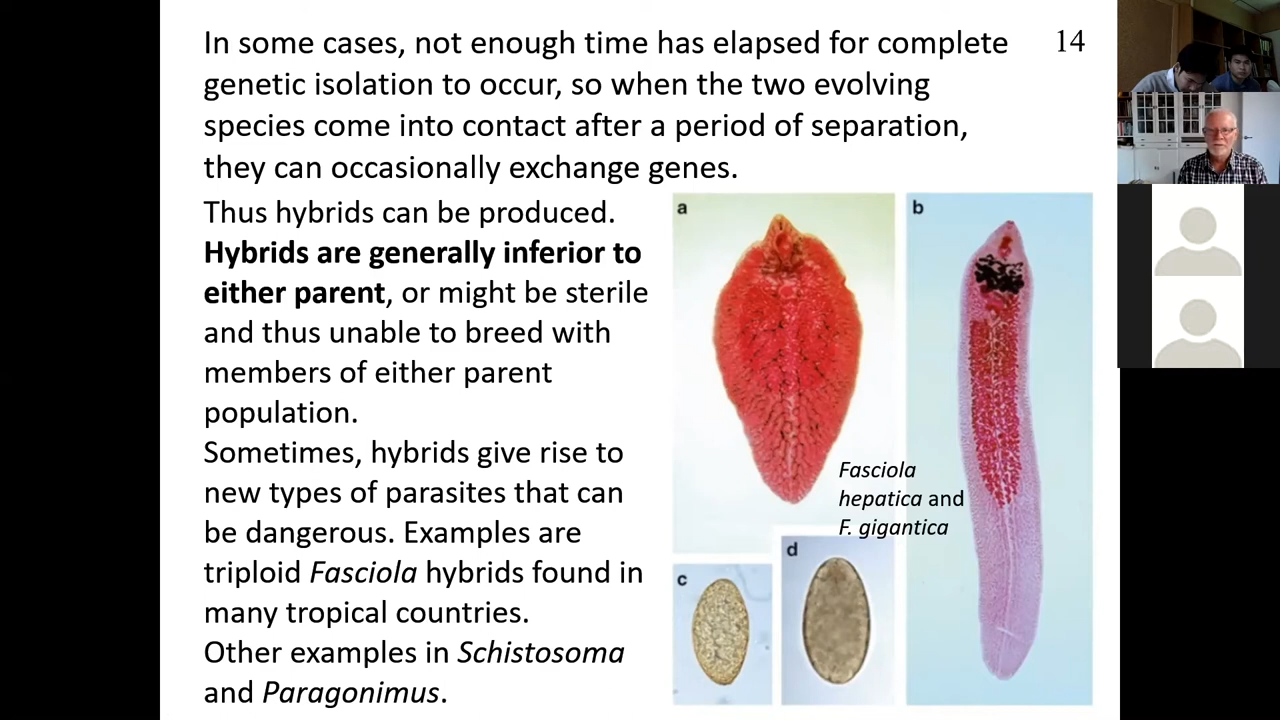 In some cases, not enough time has elapsed for complete
14
genetic isolation to occur, so when the two evolving
species come into contact after a period of separation,
they can occasionally exchange genes.
Thus hybrids can be produced.
Hybrids are generally inferior to
either parent, or might be sterile
and thus unable to breed with
members of either parent
population.
Sometimes, hybrids give rise to
new types of parasites that can
be dangerous. Examples are
triploid Fasciola hybrids found in
many tropical countries.
Other examples in Schistosoma
and Paragonimus.
a
b
Fasciola
hepatica and
F. gigantica
c
d